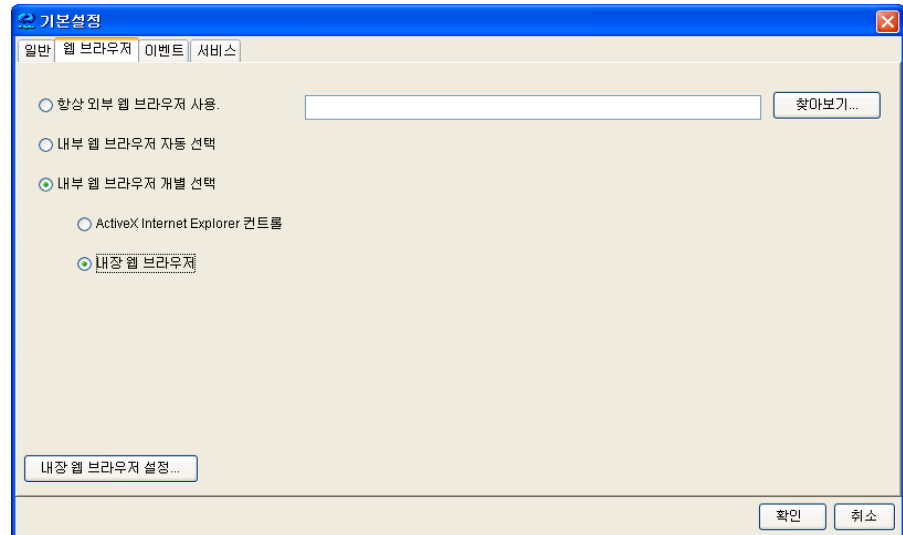 기본설정
일반 웹 브라우저 이벤트 서비스
항상 외부 웹 브라우저 사용. 찾아보기...
내부 웹 브라우저 자동 선택
내부 웹 브라우저 개별 선택
ActiveX Internet Explorer 컨트롤
내장 웹 브라우저
내장 웹 브라우저 설정...
확인 취소